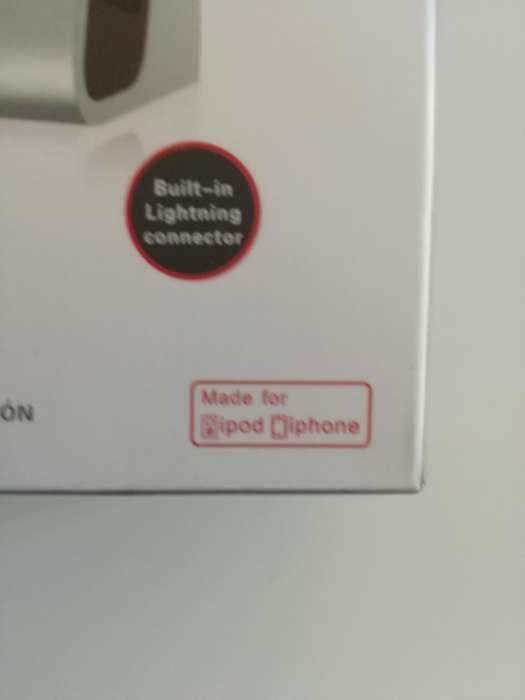 Built-in
Lightning
connector
ÓN
Made for
ipod iphone